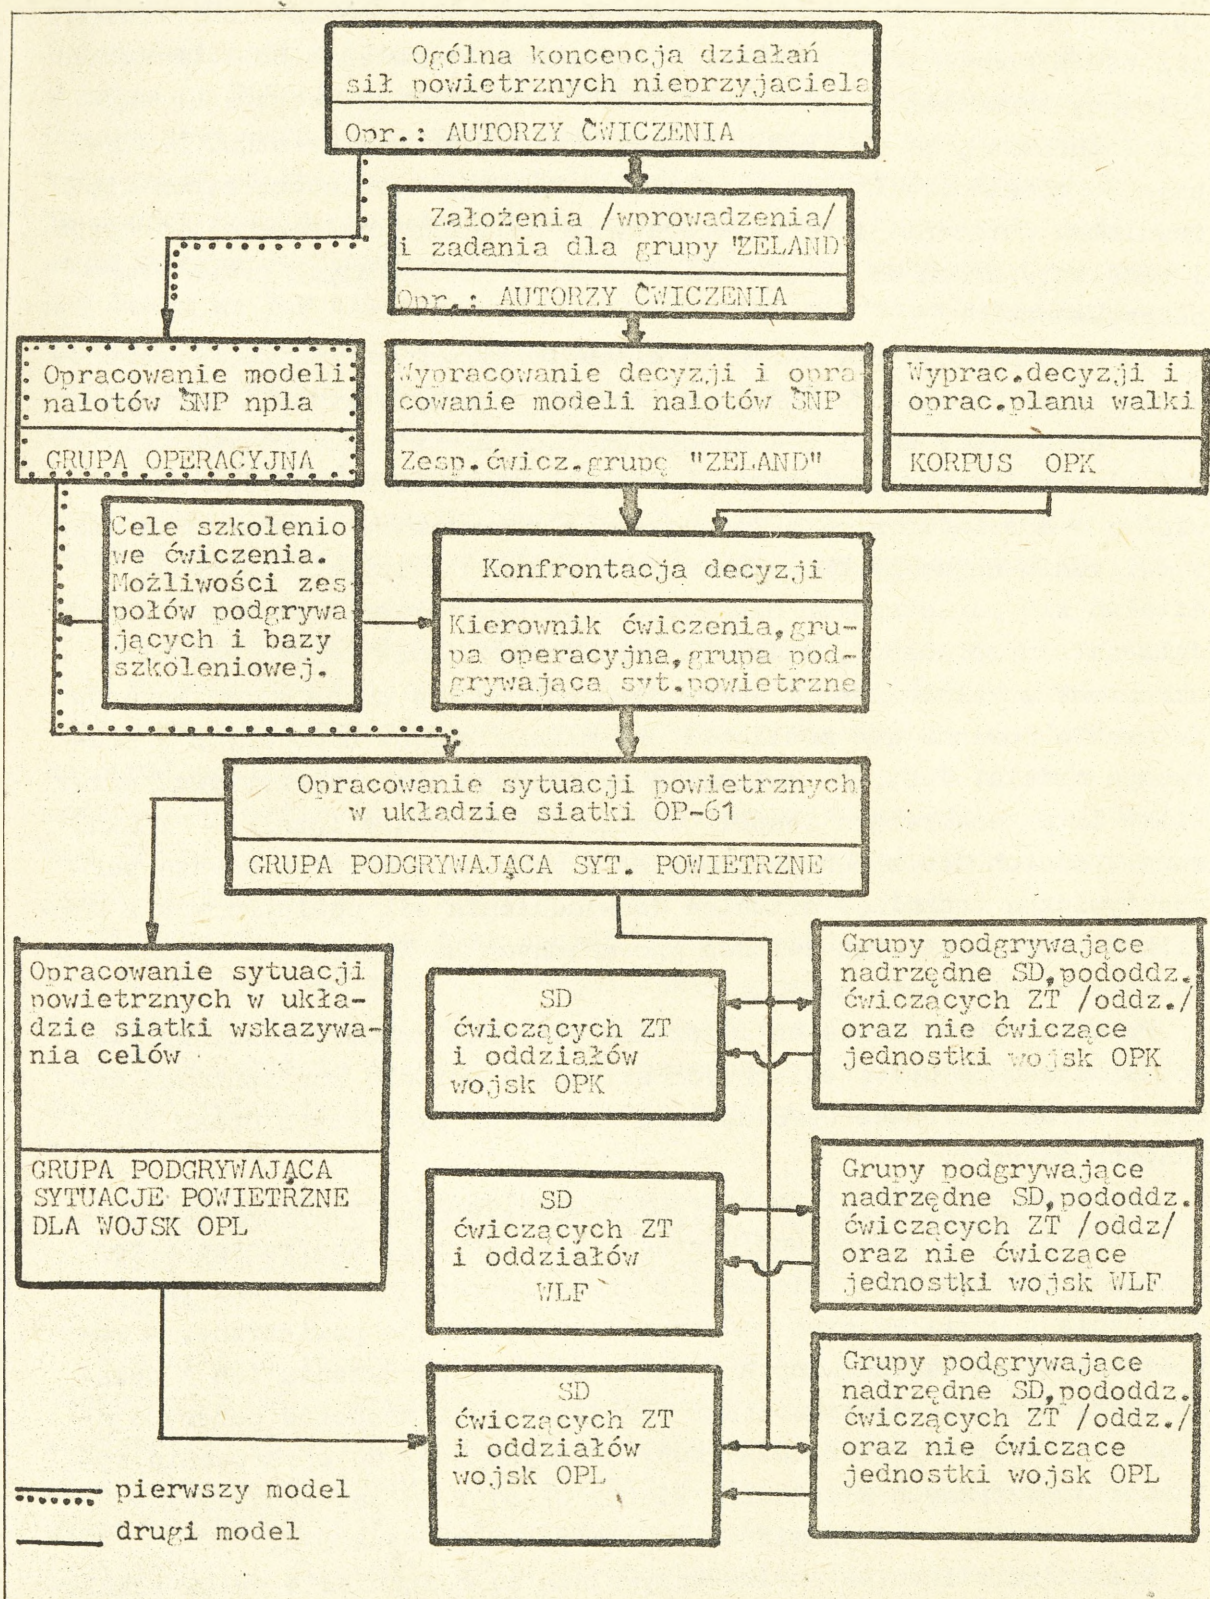 Ogólna koncepcja działań
sił powietrznych nieprzyjaciela
Opr.: AUTORZY ĆWICZENIA
Założenia /wprowadzenia/
i zadania dla grupy "ZELAND"
Opr.: AUTORZY ĆWICZENIA
Opracowanie modeli
nalotów ŚNP npla
GRUPA OPERACYJNA
Wypracowanie decyzji i opra-
cowanie modeli nalotów ŚNP
Zesp.ćwicz.grupę "ZELAND"
Wyprac.decyzji i
oprac.planu walki
KORPUS OPK
Cele szkolenio
we ćwiczenia.
Możliwości zes-
połów podgrywa
jących i bazy
szkoleniowej.
Konfrontacja decyzji
Kierownik ćwiczenia,gru-
pa operacyjna,grupa pod-
grywająca syt.powietrzne
Opracowanie sytuacji powietrznych
w układzie siatki OP-61
GRUPA PODGRYWAJĄCA SYT. POWIETRZNE
Opracowanie sytuacji
powietrznych w ukła-
dzie siatki wskazywa-
nia celów
GRUPA PODGRYWAJĄCA
SYTUACJE POWIETRZNE
DLA WOJSK OPL
SD
ćwiczących ZT
i oddziałów
wojsk OPK
Grupy podgrywające
nadrzędne SD,pododdz.
ćwiczących ZT /oddz./
oraz nie ćwiczące
jednostki wojsk OPK
SD
ćwiczących ZT
i oddziałów
WLF
Grupy podgrywające
nadrzędne SD,pododdz.
ćwiczących ZT /oddz/
oraz nie ćwiczące
jednostki wojsk WLF
SD
ćwiczących ZT
i oddziałów
wojsk OPL
Grupy podgrywające
nadrzędne SD,pododdz.
ćwiczących ZT /oddz./
oraz nie ćwiczące
jednostki wojsk OPL
pierwszy model
drugi model